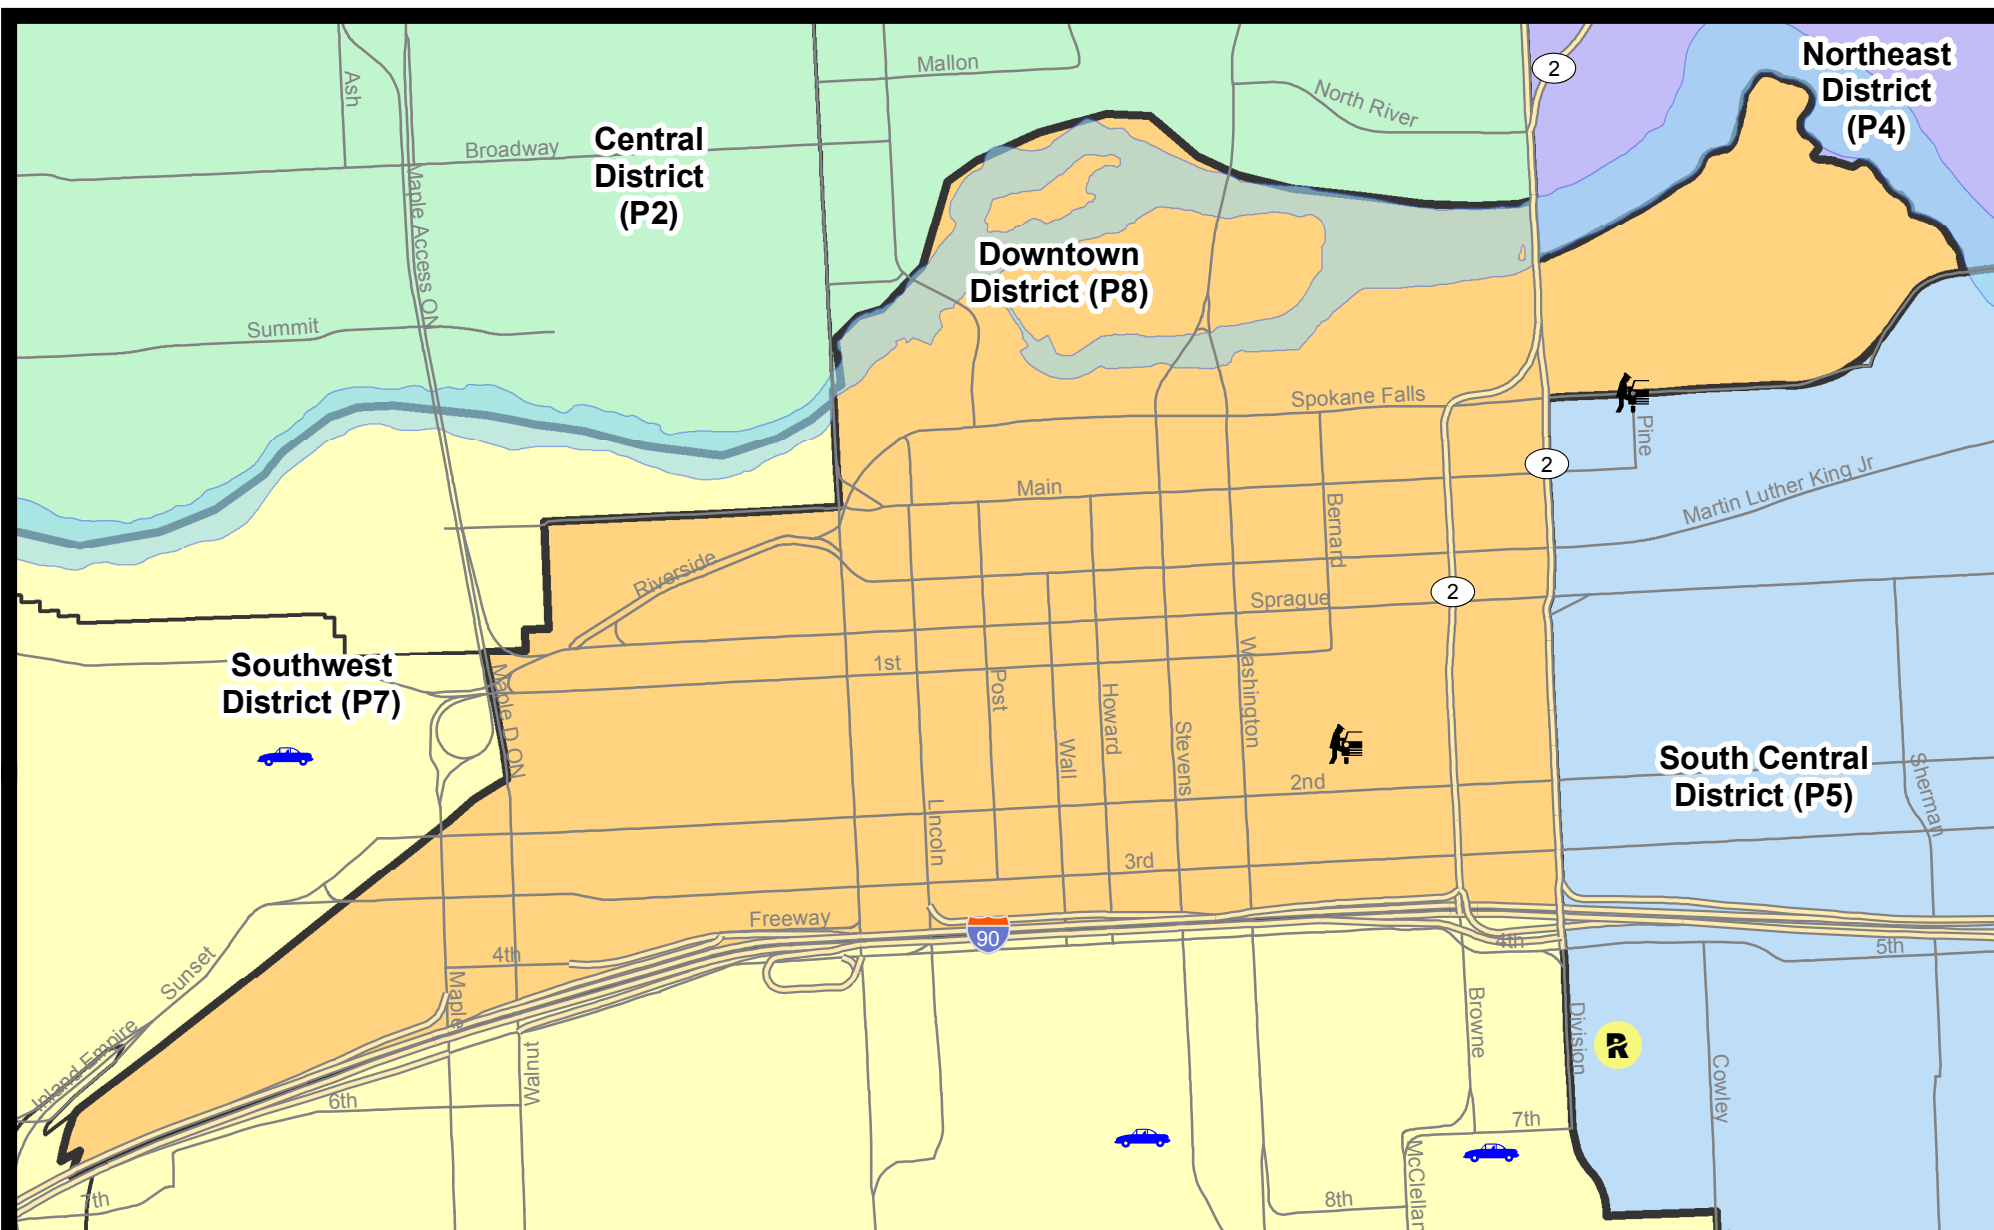 Northeast
District
(P4)
2
Ash
Mallon
North River
Central
District
(P2)
Broadway
Maple Access ON
Downtown
District (P8)
Summit
Spokane Falls
Pine
2
Main
Bernard
Martin Luther King Jr
Riverside
2
Sprague
Southwest
District (P7)
1st
Maple D ON
Post
Howard
Washington
Wall
Stevens
2nd
South Central
District (P5)
Sherman
Lincoln
3rd
Freeway
90
4th
4th
5th
Sunset
Maple
Browne
Division
R
Inland Empire
Walnut
6th
Cowley
7th
McClellan
7th
8th